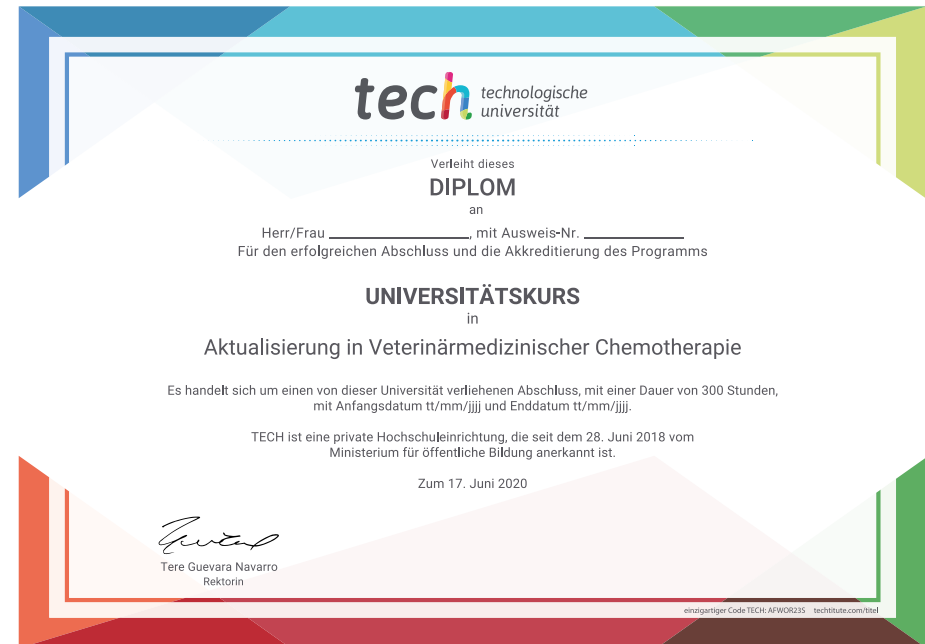 tech technologische
universität
Verleiht dieses
DIPLOM
an
Herr/Frau ____________________, mit Ausweis-Nr. ______________
Für den erfolgreichen Abschluss und die Akkreditierung des Programms
UNIVERSITÄTSKURS
in
Aktualisierung in Veterinärmedizinischer Chemotherapie
Es handelt sich um einen von dieser Universität verliehenen Abschluss, mit einer Dauer von 300 Stunden,
mit Anfangsdatum tt/mm/jjjj und Enddatum tt/mm/jjjj.
TECH ist eine private Hochschuleinrichtung, die seit dem 28. Juni 2018 vom
Ministerium für öffentliche Bildung anerkannt ist.
Zum 17. Juni 2020
Tere Guevara Navarro
Rektorin
einzigartiger Code TECH: AFWOR23S techtitute.com/titel